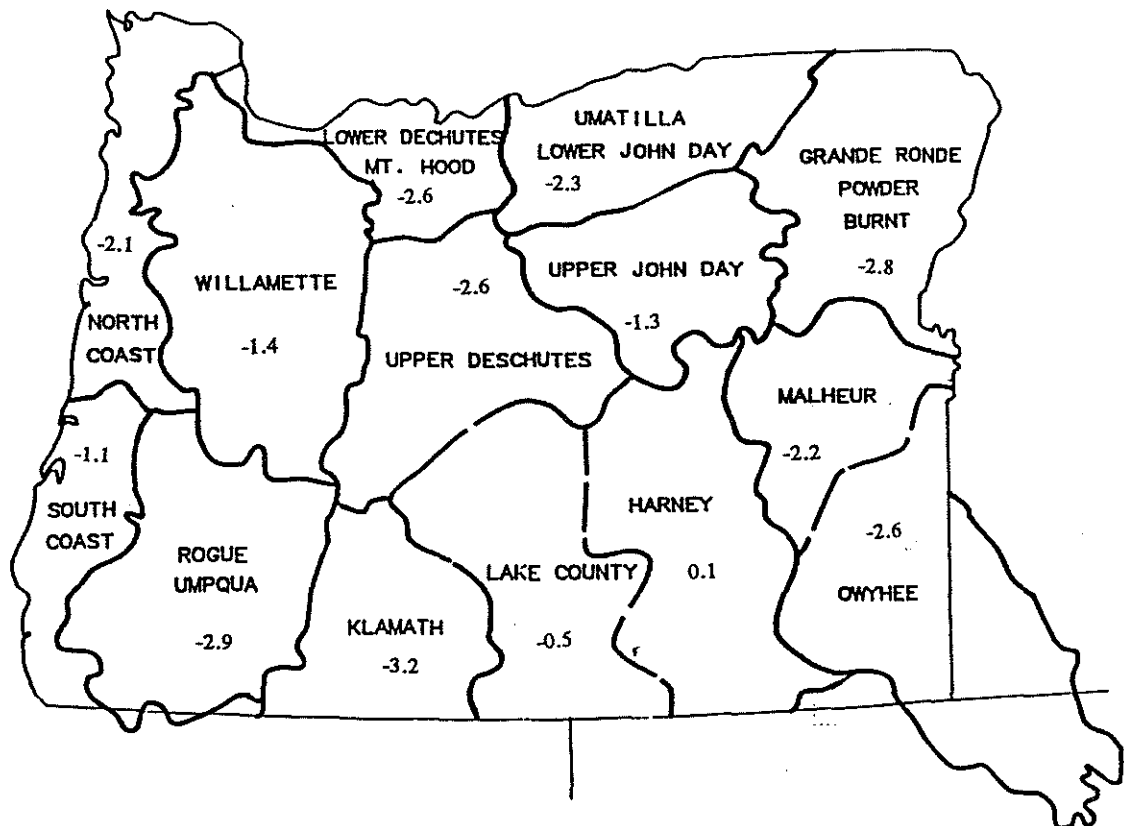 LOWER DECHUTES
MT. HOOD
-2.6
UMATILLA
LOWER JOHN DAY
-2.3
GRANDE RONDE
POWDER
BURNT
-2.8
-2.1
NORTH
COAST
WILLAMETTE
-1.4
-2.6
UPPER DESCHUTES
UPPER JOHN DAY
-1.3
MALHEUR
-2.2
-1.1
SOUTH
COAST
ROGUE
UMPQUA
-2.9
KLAMATH
-3.2
LAKE COUNTY
-0.5
HARNEY
0.1
-2.6
OWYHEE